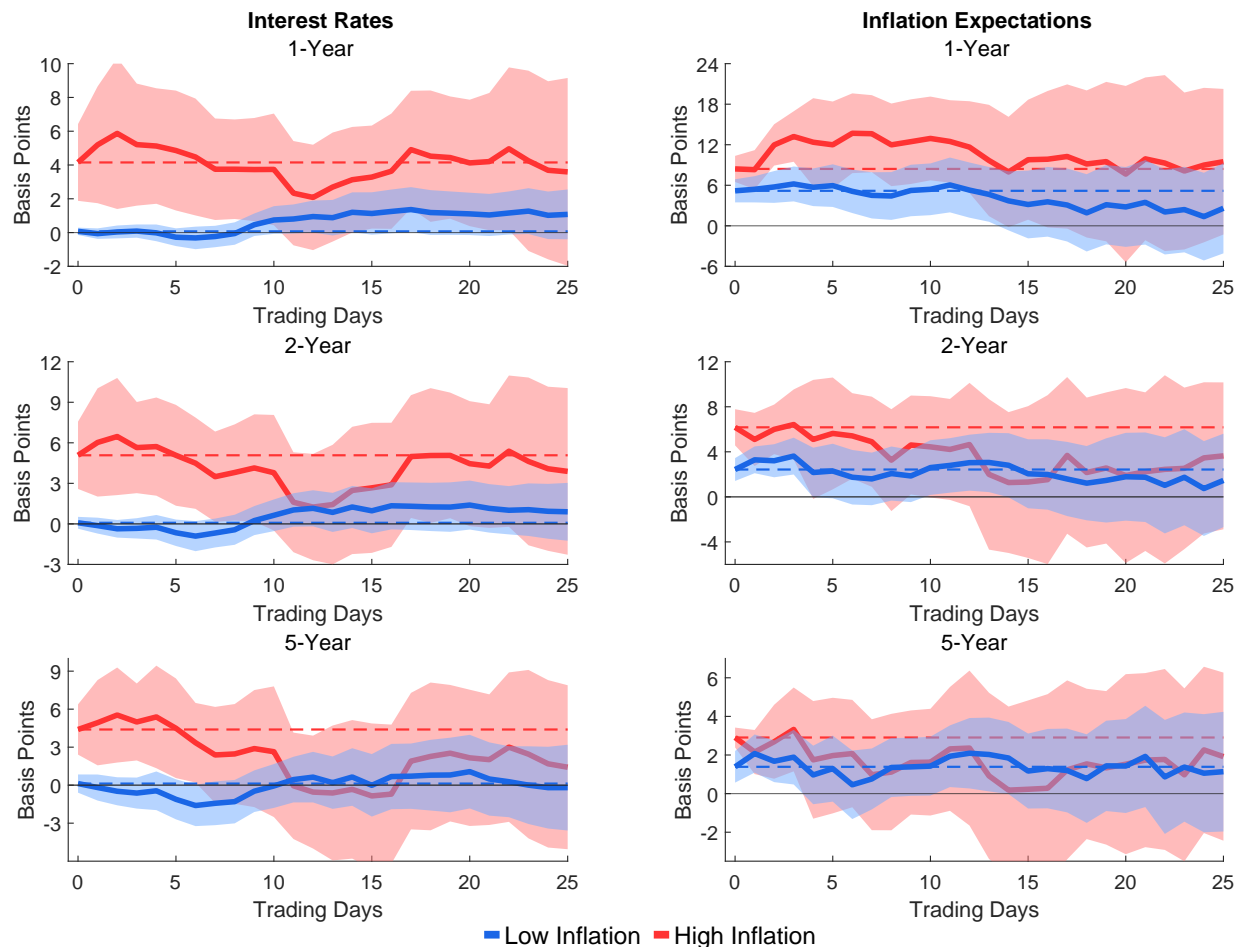 Interest Rates
1-Year
Basis Points
10
8
6
4
2
0
-2
0 5 10 15 20 25
Trading Days
Inflation Expectations
1-Year
Basis Points
24
18
12
6
0
-6
0 5 10 15 20 25
Trading Days
2-Year
Basis Points
12
9
6
3
0
-3
0 5 10 15 20 25
Trading Days
2-Year
Basis Points
12
8
4
0
-4
0 5 10 15 20 25
Trading Days
5-Year
Basis Points
9
6
3
0
-3
0 5 10 15 20 25
Trading Days
5-Year
Basis Points
6
4
2
0
-2
0 5 10 15 20 25
Trading Days
Low Inflation High Inflation